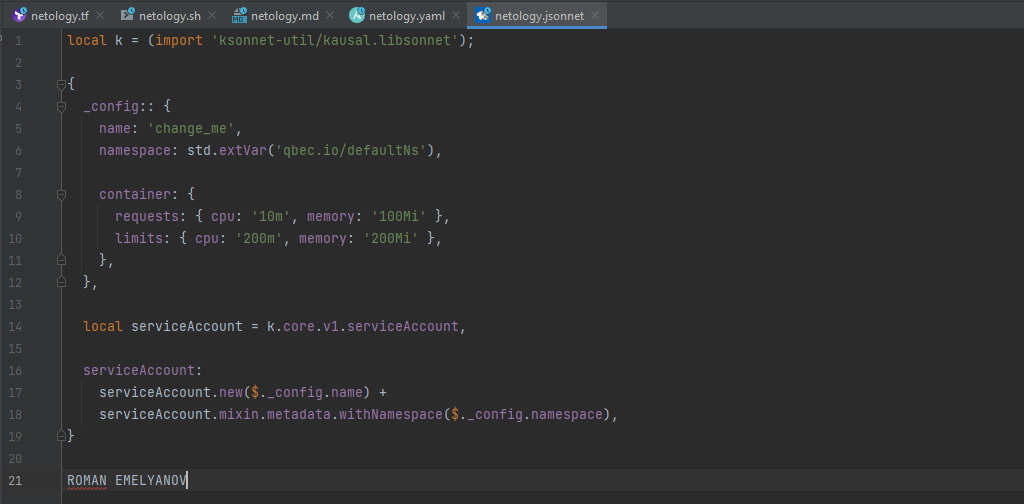 netology.tf netology.sh netology.md netology.yaml netology.jsonnet
1 local k = (import 'ksonnet-util/kausal.libsonnet');
2
3 {
4   _config:: {
5     name: 'change_me',
6     namespace: std.extVar('qbec.io/defaultNs'),
7
8     container: {
9       requests: { cpu: '10m', memory: '100Mi' },
10       limits: { cpu: '200m', memory: '200Mi' },
11     },
12   },
13
14   local serviceAccount = k.core.v1.serviceAccount,
15
16   serviceAccount:
17     serviceAccount.new($._config.name) +
18     serviceAccount.mixin.metadata.withNamespace($._config.namespace),
19 }
20
21 ROMAN EMELYANOV